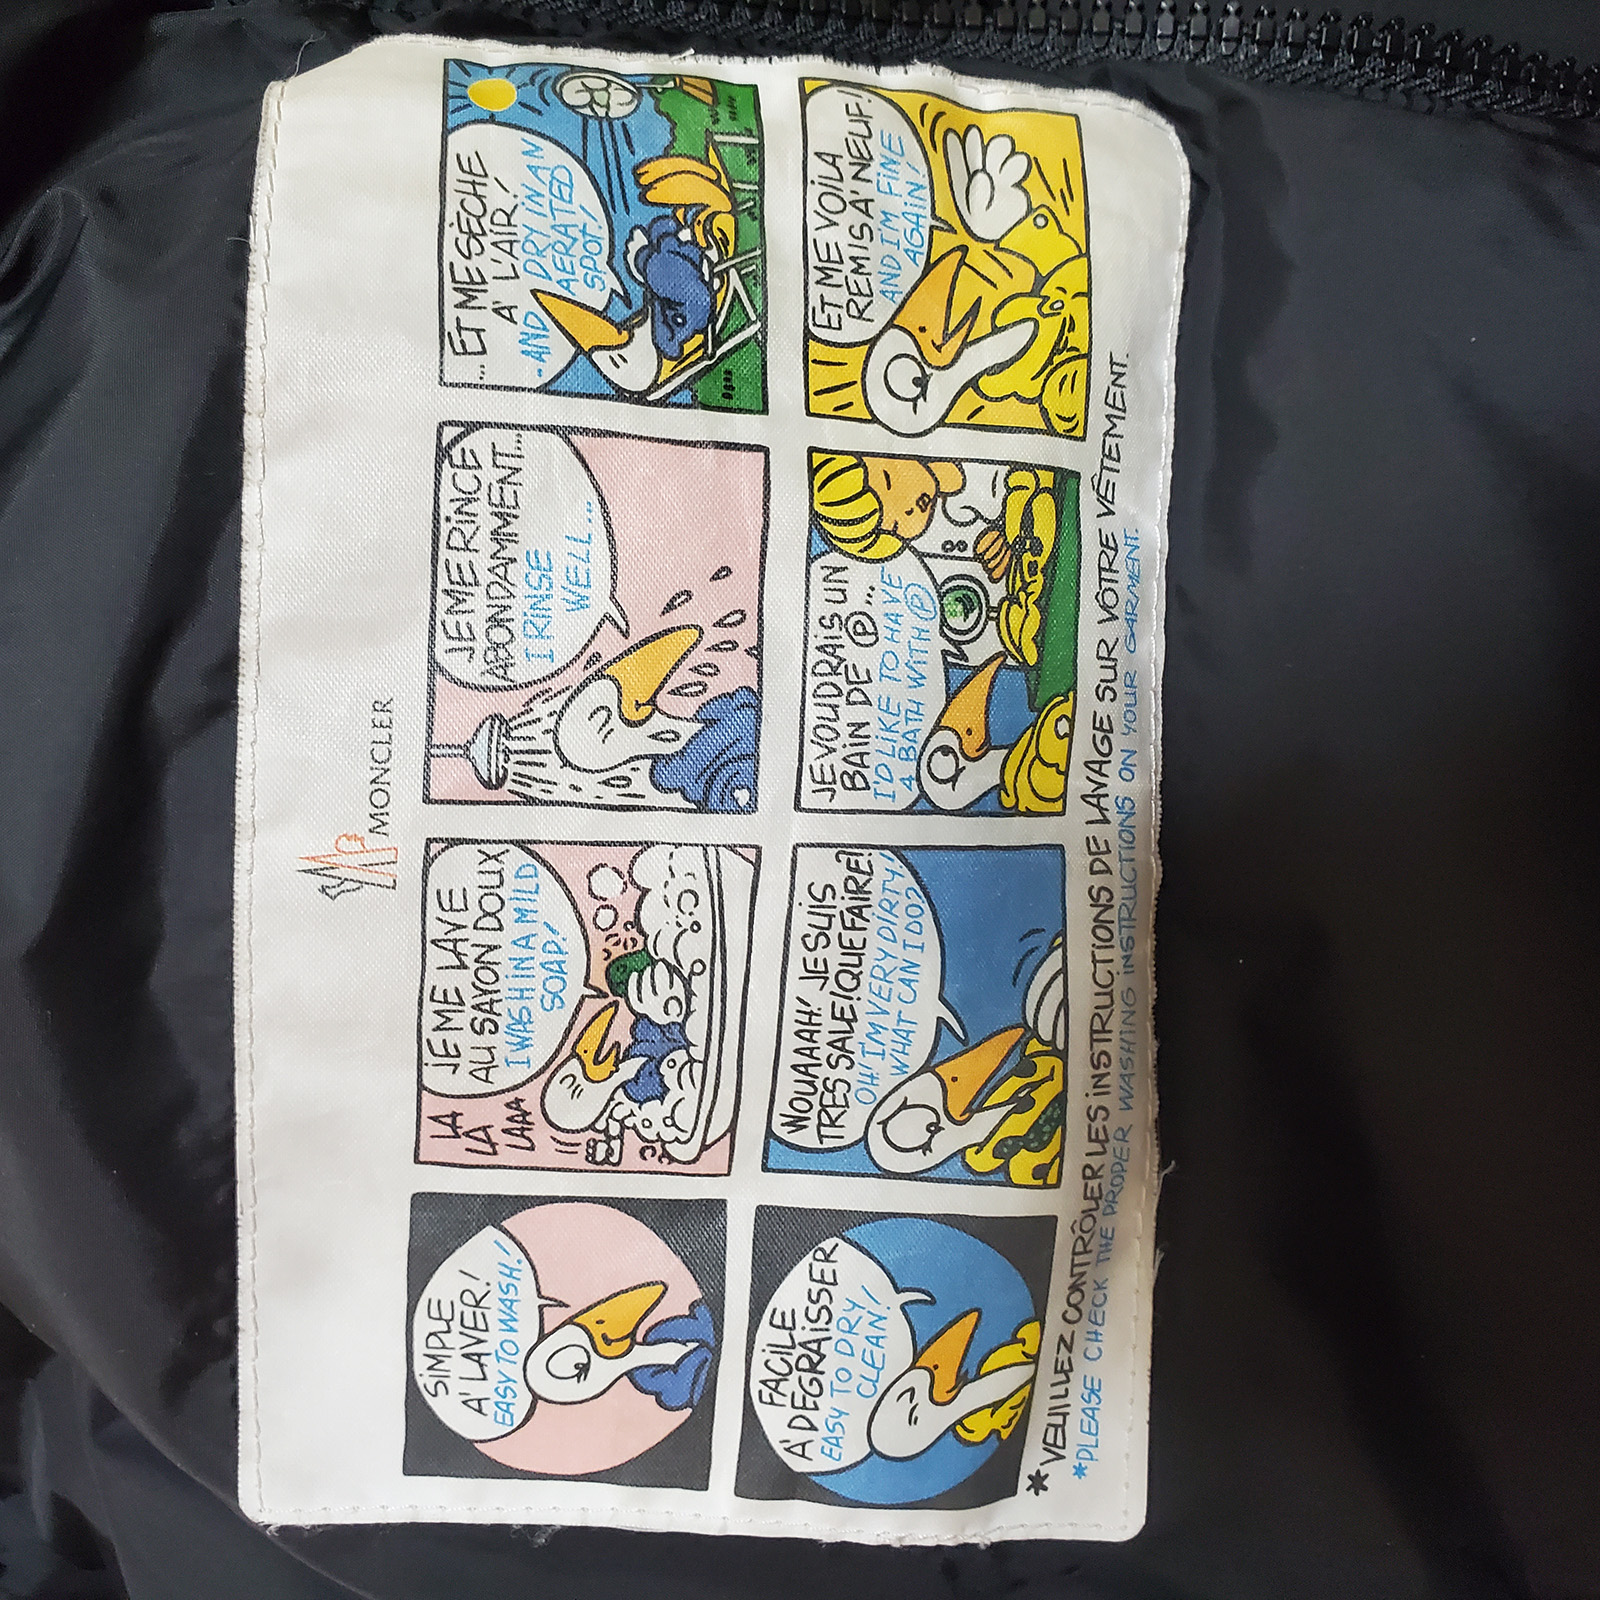 MONCLER
SIMPLE
A' LAVER!
EASY TO WASH!
LA
LA
LAAA
JE ME LAVE
AU SAVON DOUX
I WASH IN A MILD
SOAP!
JE ME RINCE
ABONDAMMENT...
I RINSE
WELL...
...ET ME SÈCHE
A' L'AIR!
-AND DRY IN AN
AERATED
SPOT!
FACILE
A' DEGRAISSER
EASY TO DRY
CLEAN!
WOUAAAH! JE SUIS
TRES SALE! QUE FAIRE?
OH! I'M VERY DIRTY!
WHAT CAN I DO?
JE VOUDRAIS UN
BAIN DE Ⓟ...
I'D LIKE TO HAVE
A BATH WITH Ⓟ
ET ME VOILA
REMIS A' NEUF!
AND I'M FINE
AGAIN!
*VEUILLEZ CONTRÔLER LES INSTRUCTIONS DE LAVAGE SUR VÔTRE VÊTEMENT.
*PLEASE CHECK THE PROPER WASHING INSTRUCTIONS ON YOUR GARMENT.